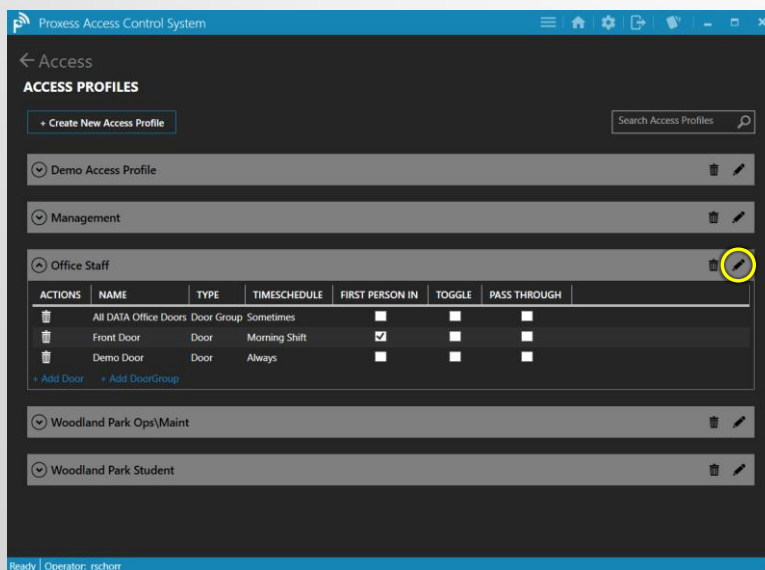 Proxess Access Control System
Access
ACCESS PROFILES
+ Create New Access Profile
Search Access Profiles
Demo Access Profile
Management
Office Staff
ACTIONS NAME TYPE TIMESCHEDULE FIRST PERSON IN TOGGLE PASS THROUGH
All DATA Office Doors Door Group Sometimes
Front Door Door Morning Shift
Demo Door Door Always
+ Add Door + Add DoorGroup
Woodland Park Ops\Maint
Woodland Park Student
Ready Operator: rschorr